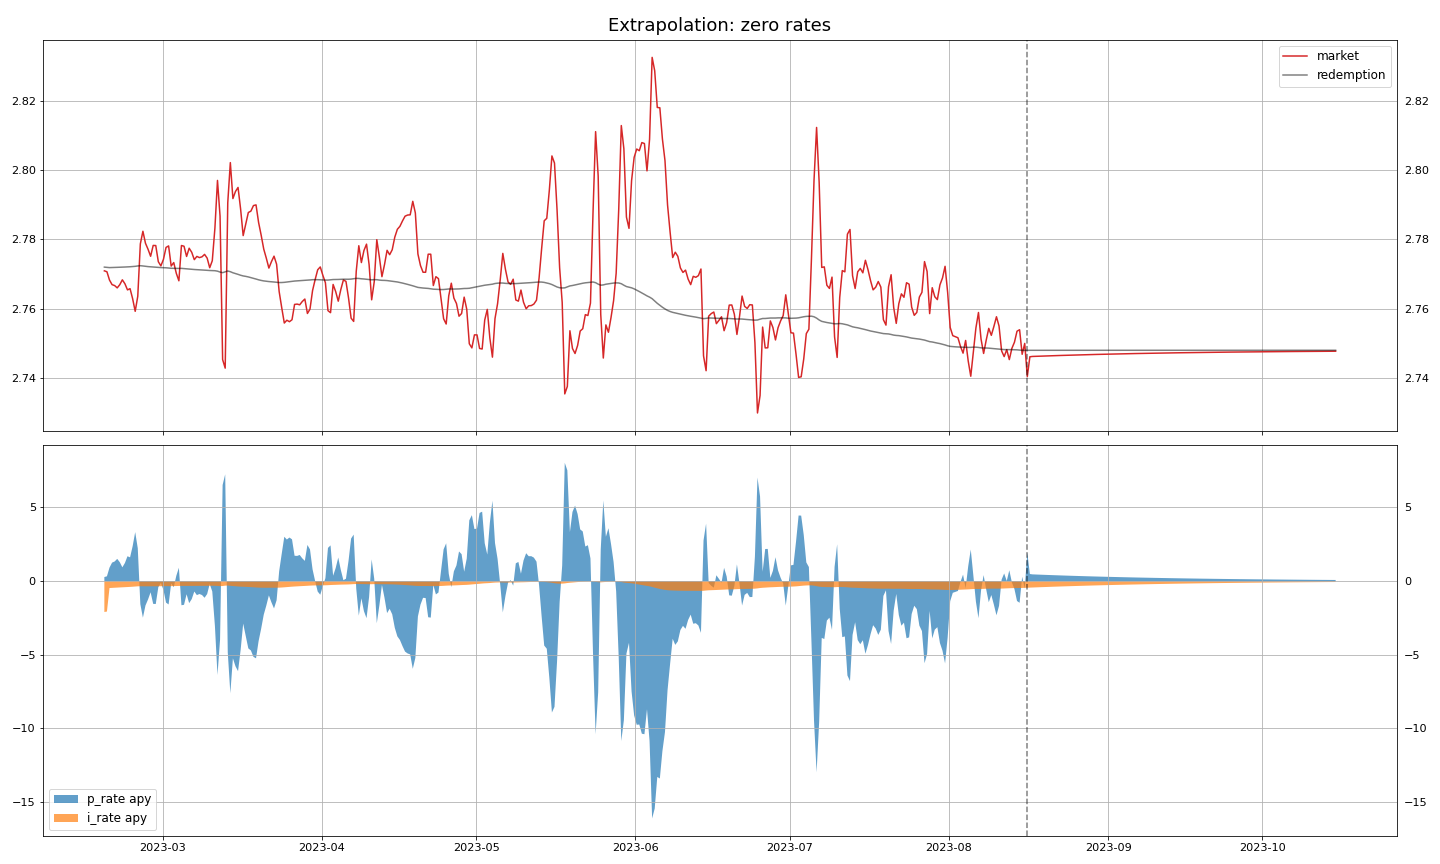 Extrapolation: zero rates
market
redemption
2.82 2.82
2.80 2.80
2.78 2.78
2.76 2.76
2.74 2.74
5 5
0 0
−5 −5
−10 −10
−15 −15
p_rate apy
i_rate apy
2023-03 2023-04 2023-05 2023-06 2023-07 2023-08 2023-09 2023-10